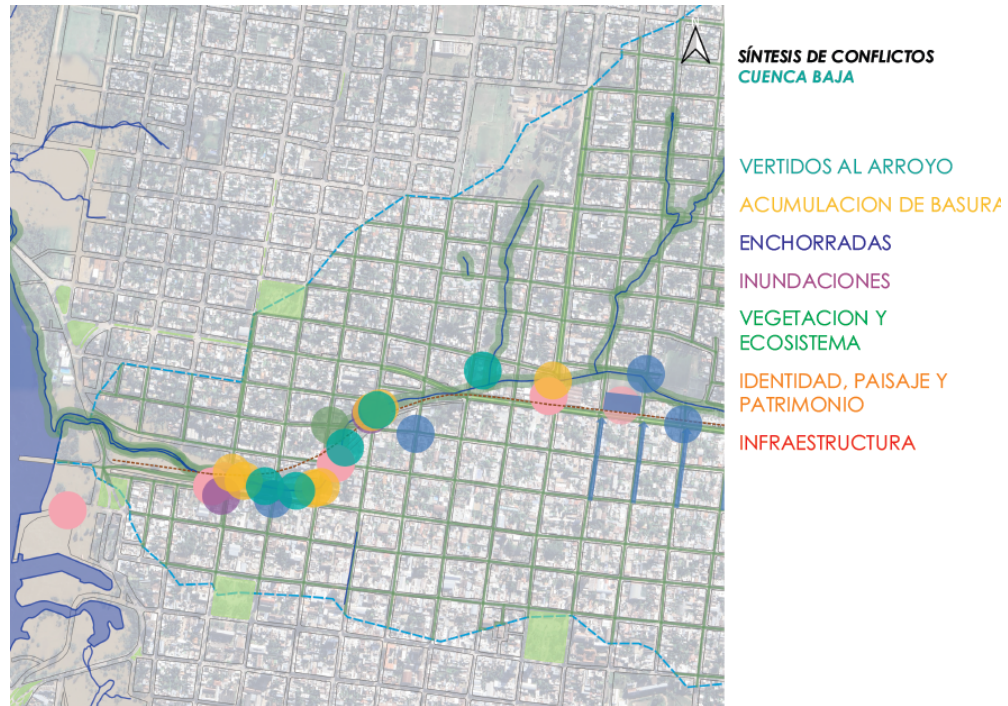 SÍNTESIS DE CONFLICTOS
CUENCA BAJA
VERTIDOS AL ARROYO
ACUMULACION DE BASURA
ENCHORRADAS
INUNDACIONES
VEGETACION Y
ECOSISTEMA
IDENTIDAD, PAISAJE Y
PATRIMONIO
INFRAESTRUCTURA